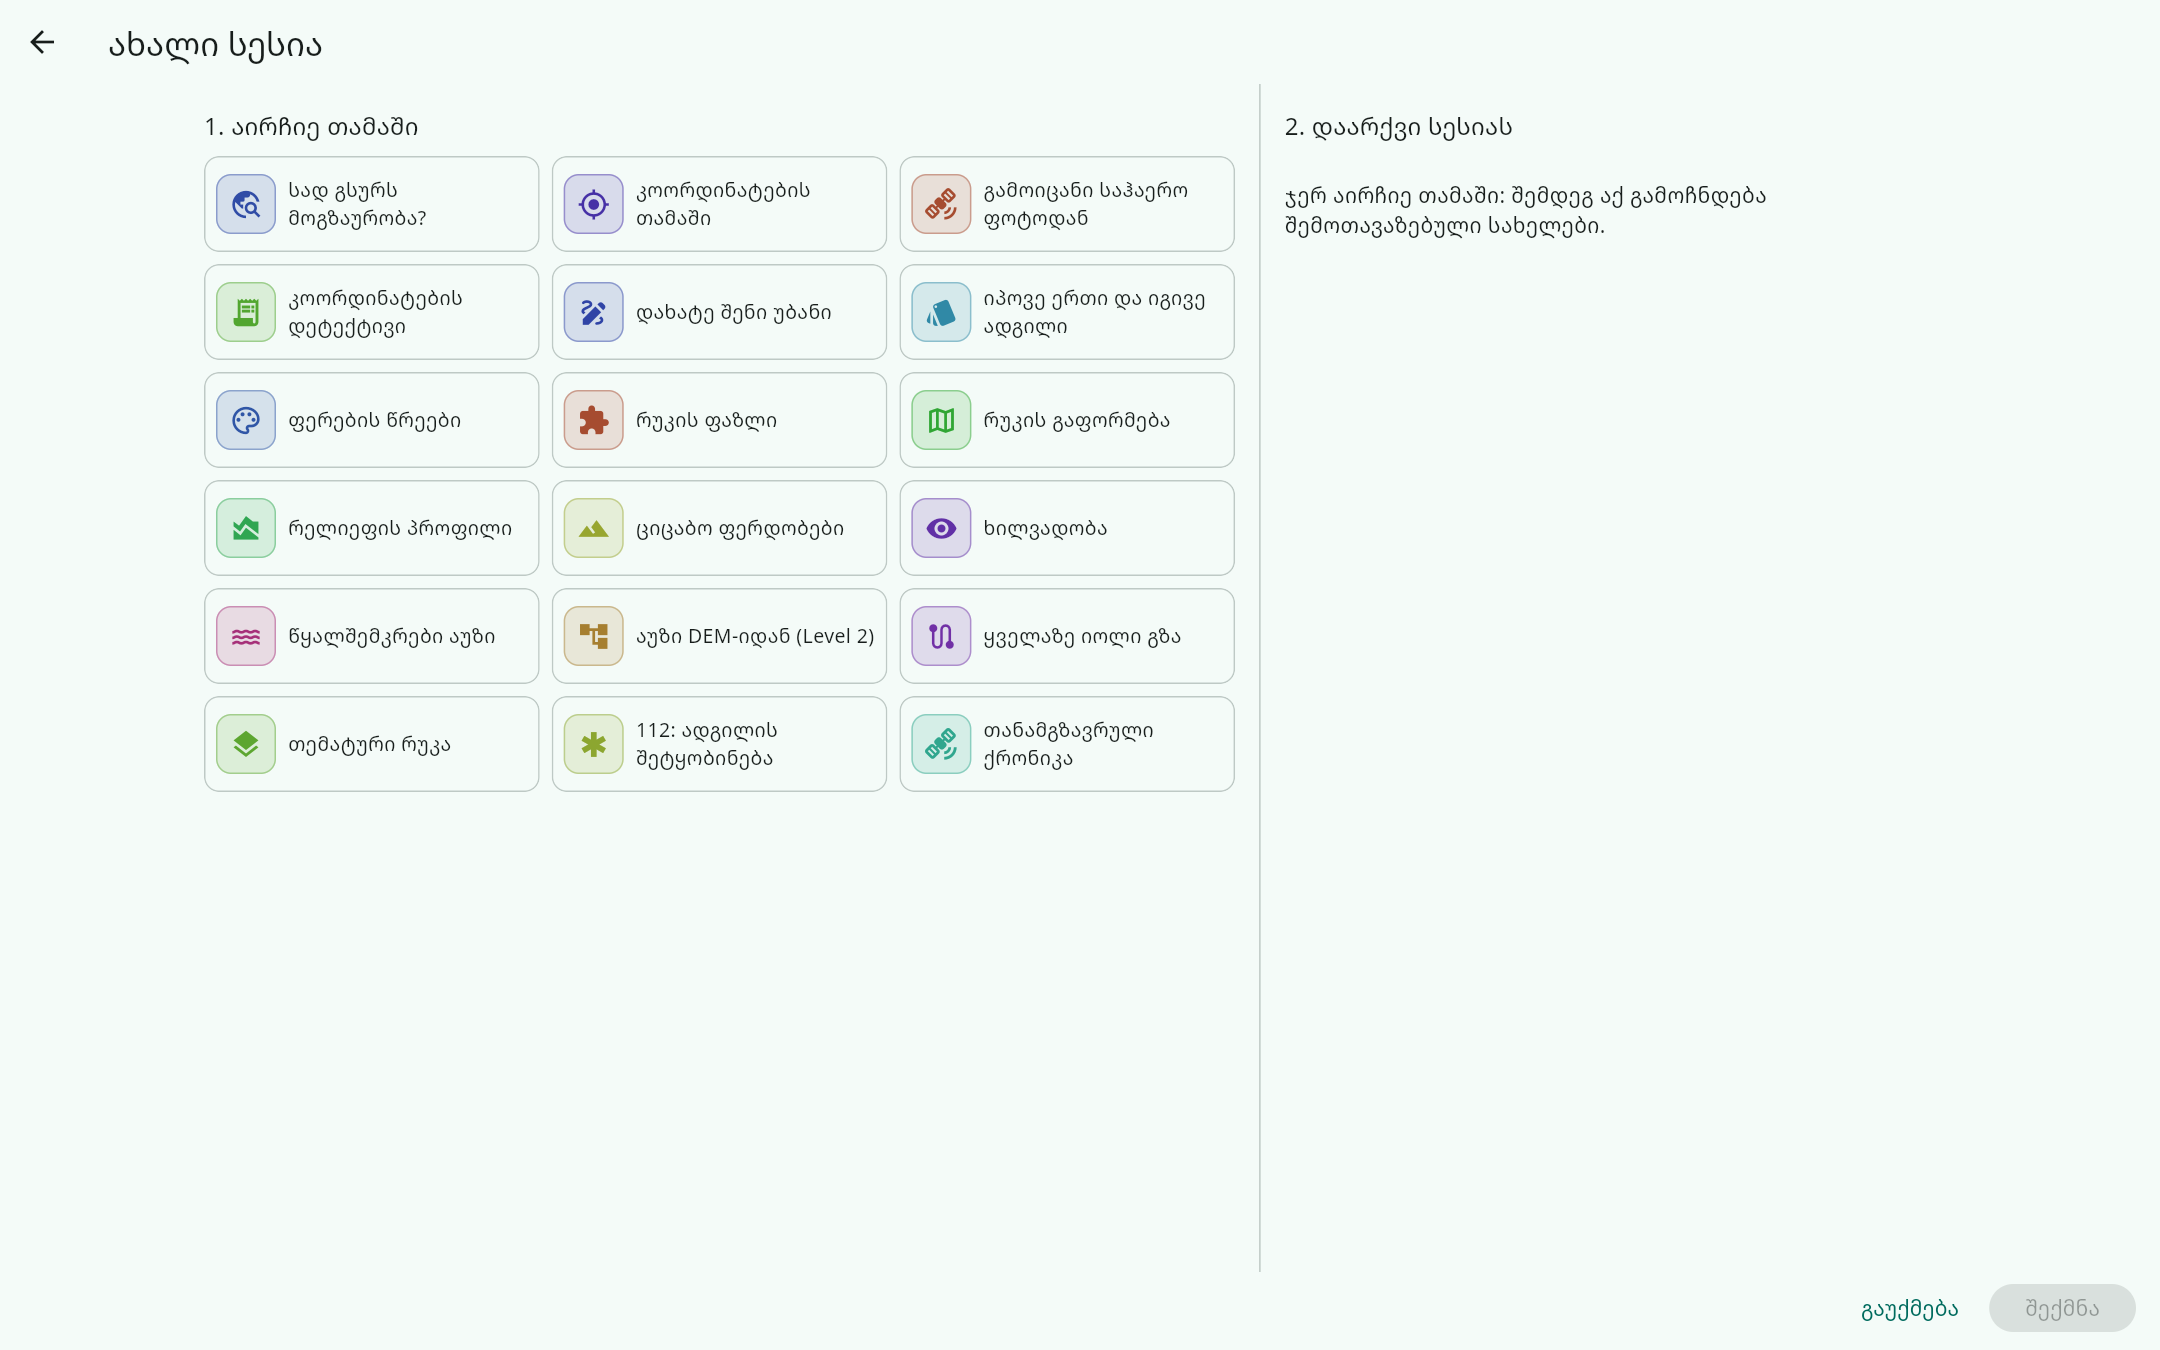 ახალი სესია
1. აირჩიე თამაში
სად გსურს
მოგზაურობა?
კოორდინატების
თამაში
გამოიცანი საჰაერო
ფოტოდან
კოორდინატების
დეტექტივი
დახატე შენი უბანი
იპოვე ერთი და იგივე
ადგილი
ფერების წრეები
რუკის ფაზლი
რუკის გაფორმება
რელიეფის პროფილი
ციცაბო ფერდობები
ხილვადობა
წყალშემკრები აუზი
აუზი DEM-იდან (Level 2)
ყველაზე იოლი გზა
თემატური რუკა
112: ადგილის
შეტყობინება
თანამგზავრული
ქრონიკა
2. დაარქვი სესიას
ჯერ აირჩიე თამაში: შემდეგ აქ გამოჩნდება
შემოთავაზებული სახელები.
გაუქმება
შექმნა